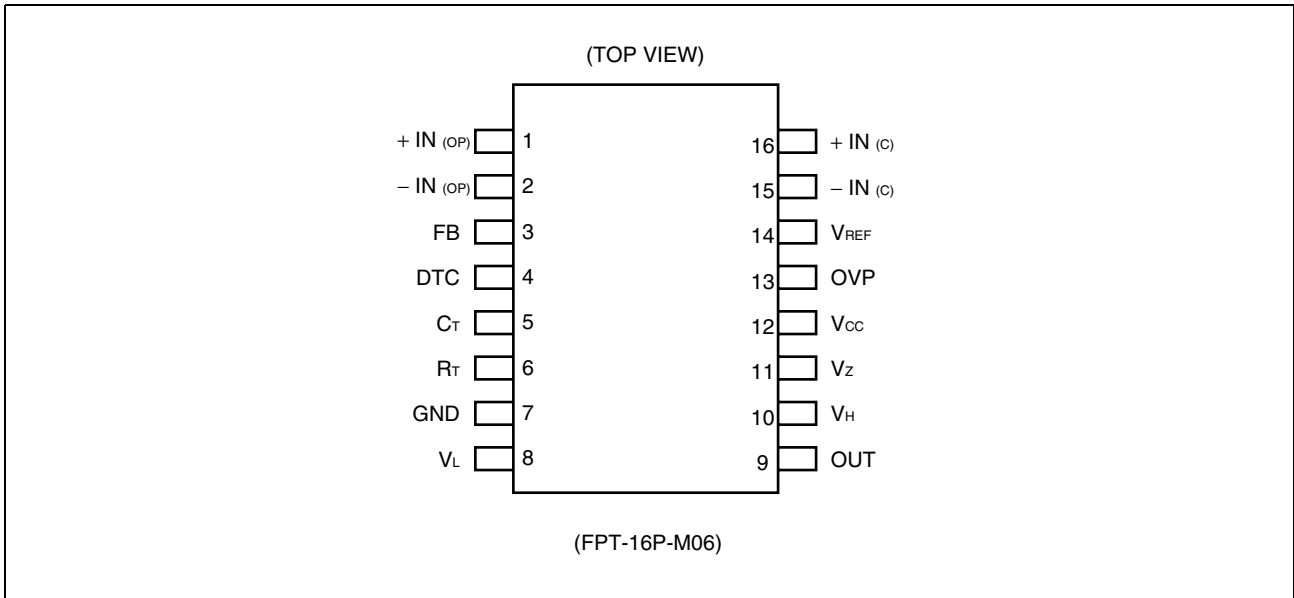 (TOP VIEW)
+ IN (OP) 1 16 + IN (C)
– IN (OP) 2 15 – IN (C)
FB 3 14 VREF
DTC 4 13 OVP
CT 5 12 VCC
RT 6 11 VZ
GND 7 10 VH
VL 8 9 OUT
(FPT-16P-M06)